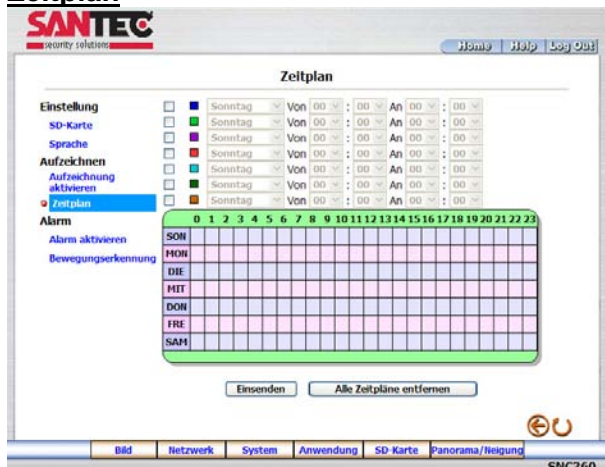 Zeitplan
SANTEC
security solutions
Home Help Log Out
Zeitplan
Einstellung
SD-Karte
Sprache
Aufzeichnen
Aufzeichnung aktivieren
Zeitplan
Alarm
Alarm aktivieren
Bewegungserkennung
Sonntag Von 00 : 00 An 00 : 00
Sonntag Von 00 : 00 An 00 : 00
Sonntag Von 00 : 00 An 00 : 00
Sonntag Von 00 : 00 An 00 : 00
Sonntag Von 00 : 00 An 00 : 00
Sonntag Von 00 : 00 An 00 : 00
Sonntag Von 00 : 00 An 00 : 00
0 1 2 3 4 5 6 7 8 9 10 11 12 13 14 15 16 17 18 19 20 21 22 23
SON
MON
DIE
MIT
DON
FRE
SAM
Einsenden Alle Zeitpläne entfernen
Bild Netzwerk System Anwendung SD-Karte Panorama/Neigung
SNC260